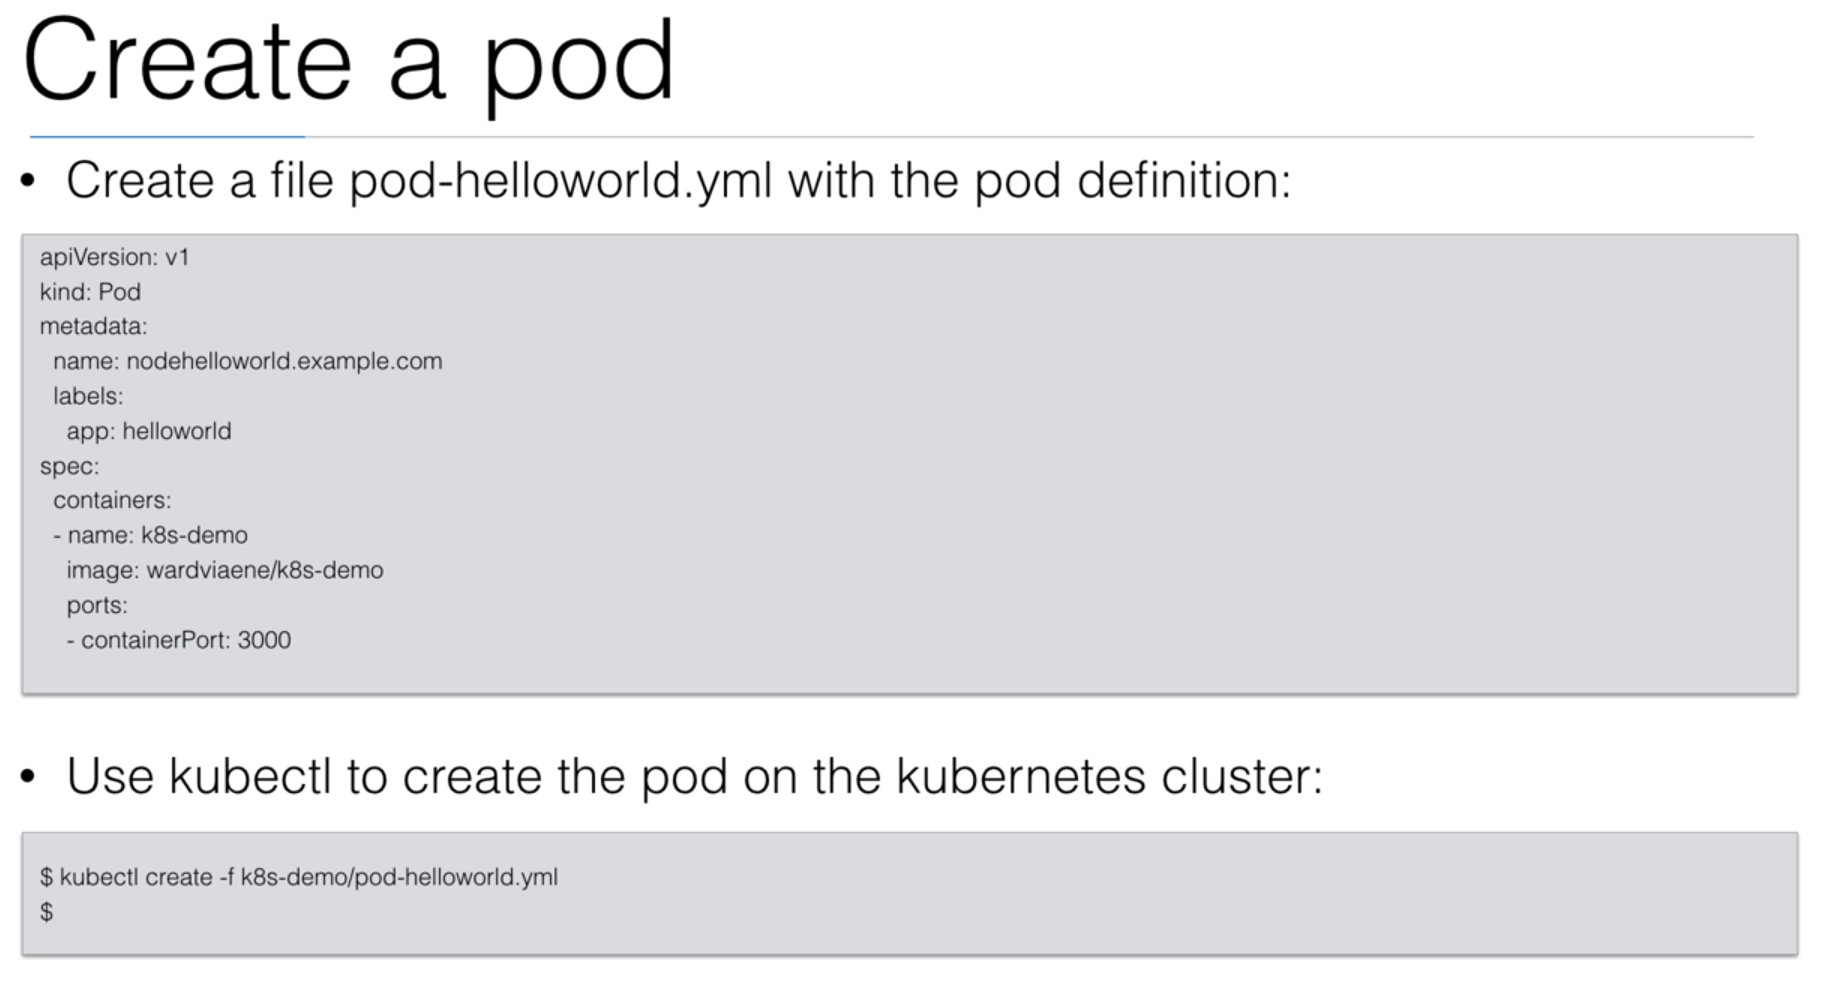 Create a pod
• Create a file pod-helloworld.yml with the pod definition:
apiVersion: v1
kind: Pod
metadata:
  name: nodehelloworld.example.com
  labels:
    app: helloworld
spec:
  containers:
  - name: k8s-demo
    image: wardviaene/k8s-demo
    ports:
    - containerPort: 3000
• Use kubectl to create the pod on the kubernetes cluster:
$ kubectl create -f k8s-demo/pod-helloworld.yml
$